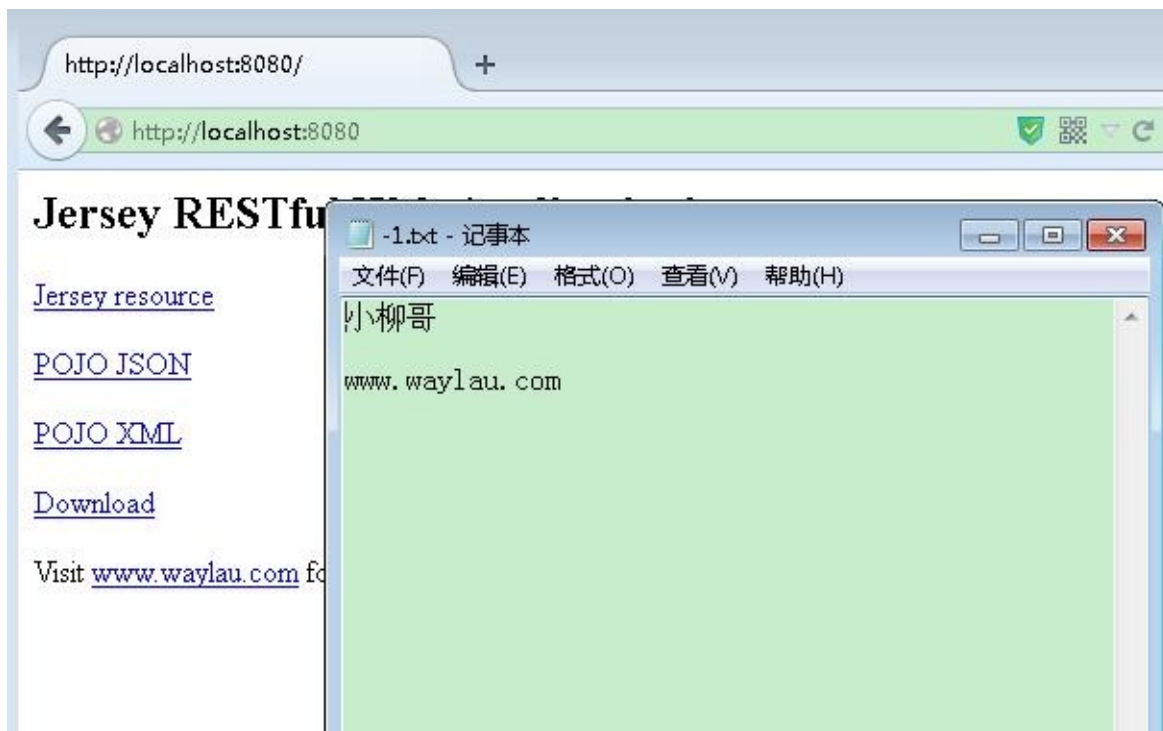 http://localhost:8080/
http://localhost:8080
Jersey RESTfu
Jersey resource
POJO JSON
POJO XML
Download
Visit www.waylau.com
-1.txt - 记事本
文件(F) 编辑(E) 格式(O) 查看(V) 帮助(H)
小柳哥
www.waylau.com